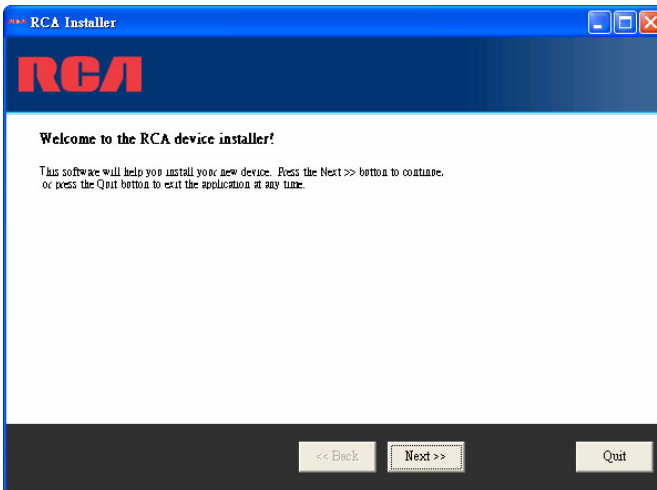 RCA RCA Installer
RCA
Welcome to the RCA device installer!
This software will help you install your new device. Press the Next >> button to continue,
or press the Quit button to exit the application at any time.
<< Back Next >> Quit